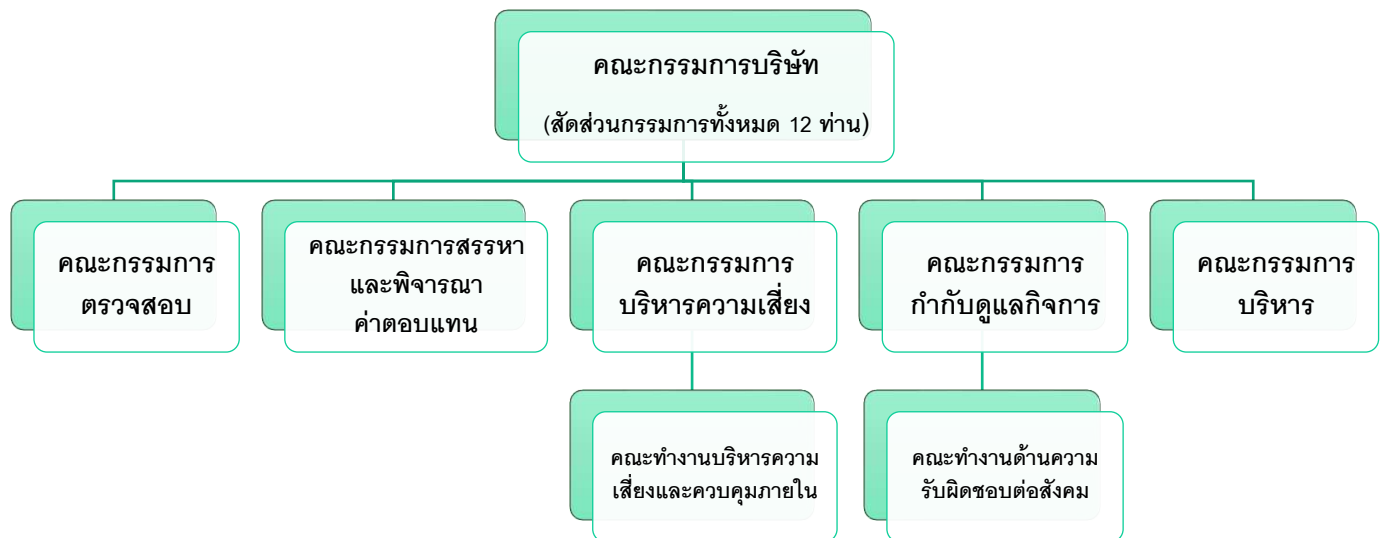 คณะกรรมการบริษัท
(สัดส่วนกรรมการทั้งหมด 12 ท่าน)
คณะกรรมการ
ตรวจสอบ
คณะกรรมการสรรหา
และพิจารณา
ค่าตอบแทน
คณะกรรมการ
บริหารความเสี่ยง
คณะกรรมการ
กำกับดูแลกิจการ
คณะกรรมการ
บริหาร
คณะทำงานบริหารความ
เสี่ยงและควบคุมภายใน
คณะทำงานด้านความ
รับผิดชอบต่อสังคม